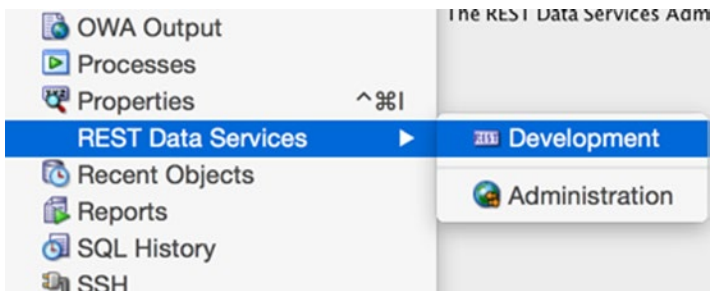 The REST Data Services Adm
OWA Output
Processes
Properties ^⌘I
REST Data Services
Development
Recent Objects
Administration
Reports
SQL History
SSH